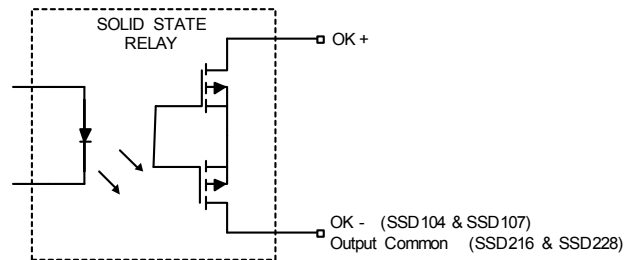 SOLID STATE
RELAY
OK +
OK - (SSD104 & SSD107)
Output Common (SSD216 & SSD228)